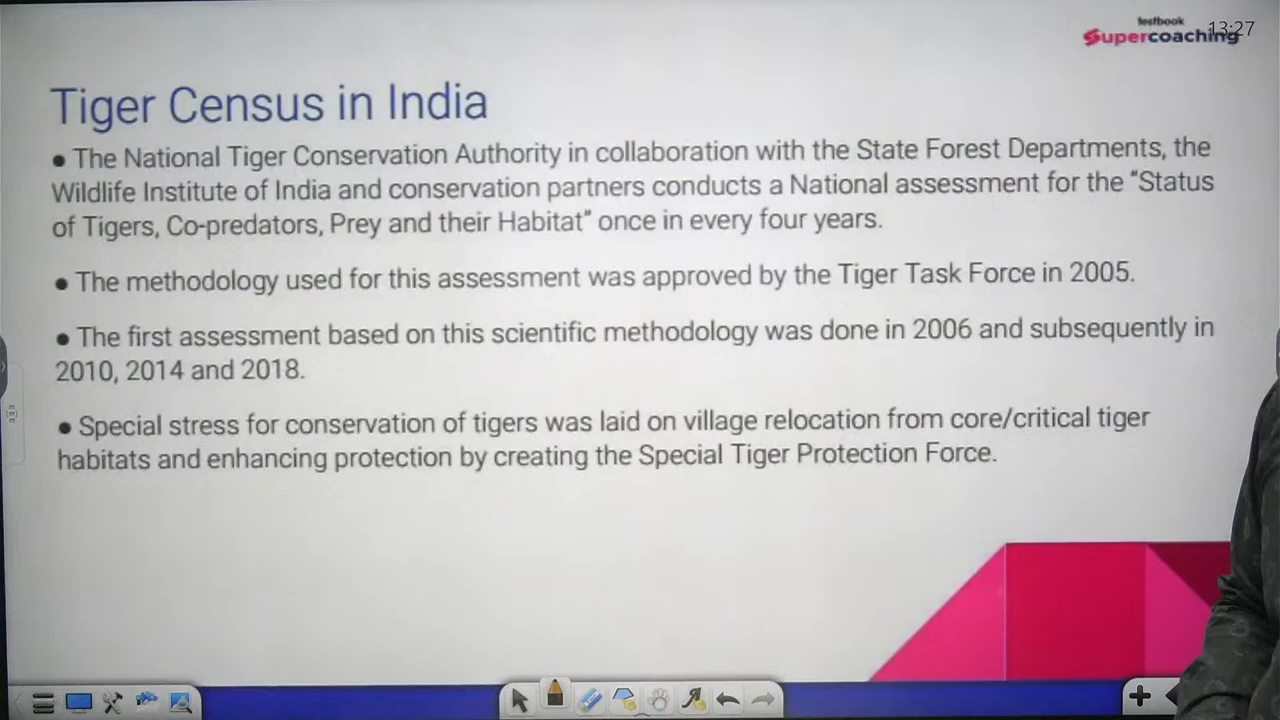 testbook
Supercoaching
13:27
Tiger Census in India
● The National Tiger Conservation Authority in collaboration with the State Forest Departments, the
Wildlife Institute of India and conservation partners conducts a National assessment for the “Status
of Tigers, Co-predators, Prey and their Habitat” once in every four years.
● The methodology used for this assessment was approved by the Tiger Task Force in 2005.
● The first assessment based on this scientific methodology was done in 2006 and subsequently in
2010, 2014 and 2018.
● Special stress for conservation of tigers was laid on village relocation from core/critical tiger
habitats and enhancing protection by creating the Special Tiger Protection Force.